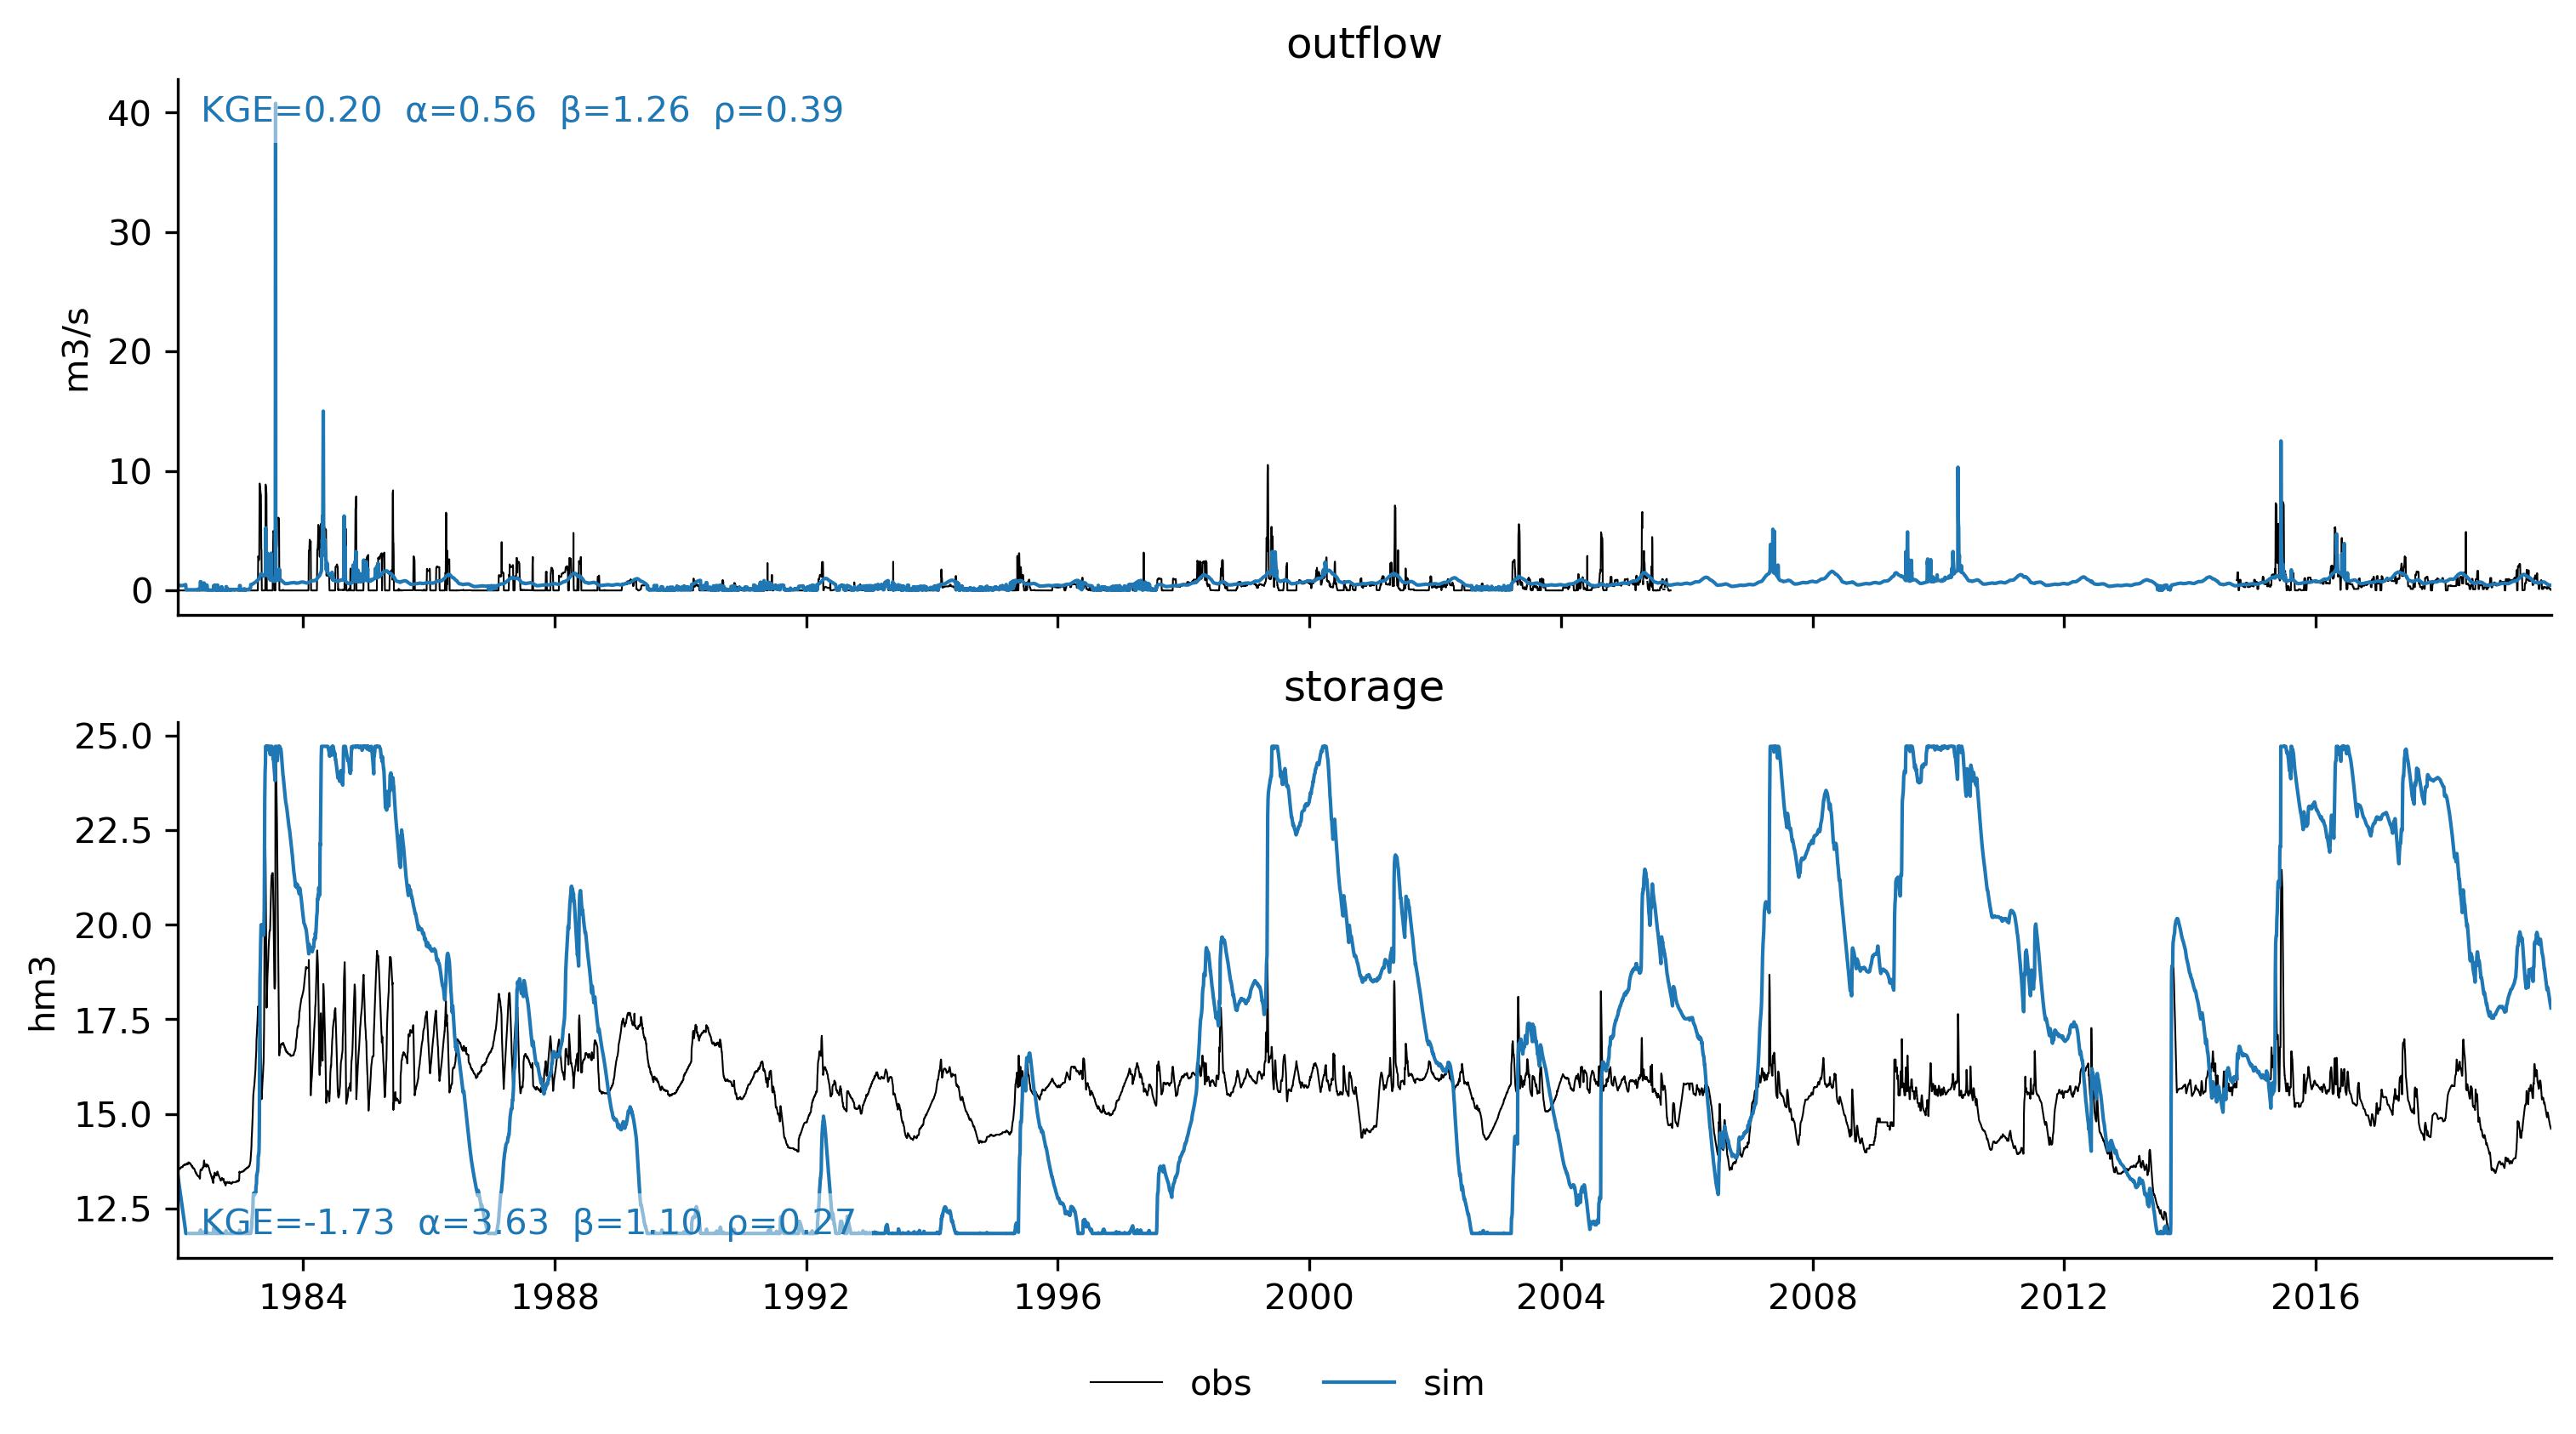 outflow
KGE=0.20 α=0.56 β=1.26 ρ=0.39
40
30
20
10
0
m3/s
storage
25.0
22.5
20.0
17.5
15.0
12.5
hm3
KGE=-1.73 α=3.63 β=1.10 ρ=0.27
1984 1988 1992 1996 2000 2004 2008 2012 2016
obs sim